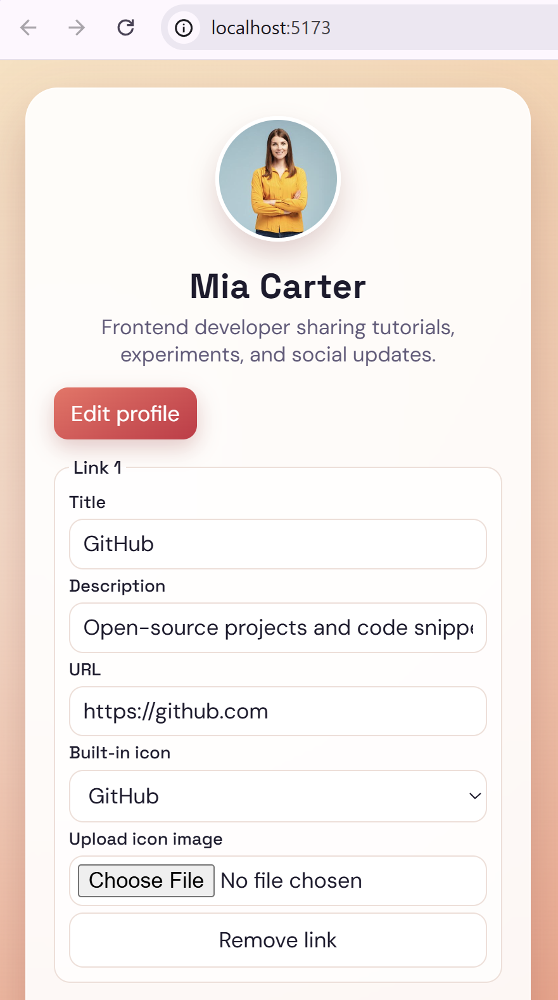 localhost:5173
Mia Carter
Frontend developer sharing tutorials,
experiments, and social updates.
Edit profile
Link 1
Title
GitHub
Description
Open-source projects and code snippe
URL
https://github.com
Built-in icon
GitHub
Upload icon image
Choose File No file chosen
Remove link